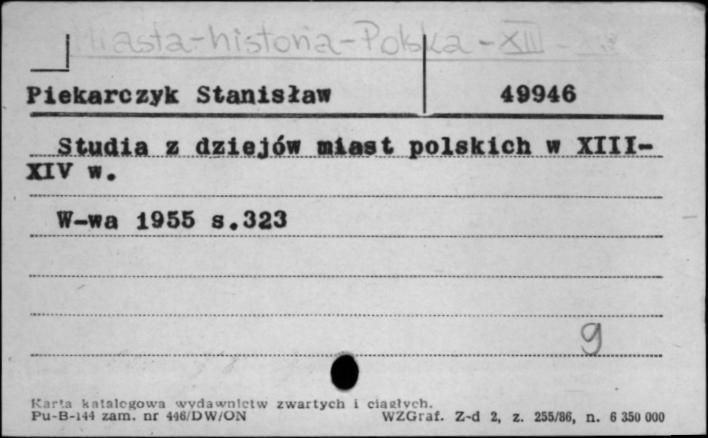 Miasta-historia-Polska-XIII-
Piekarczyk Stanisław 49946
Studia z dziejów miast polskich w XIII-
XIV w.
W-wa 1955 s.323
9
Karta katalogowa wydawnictw zwartych i ciągłych.
Pu-B-144 zam. nr 446/DW/ON WZGraf. Z-d 2, z. 255/86, n. 6 350 000